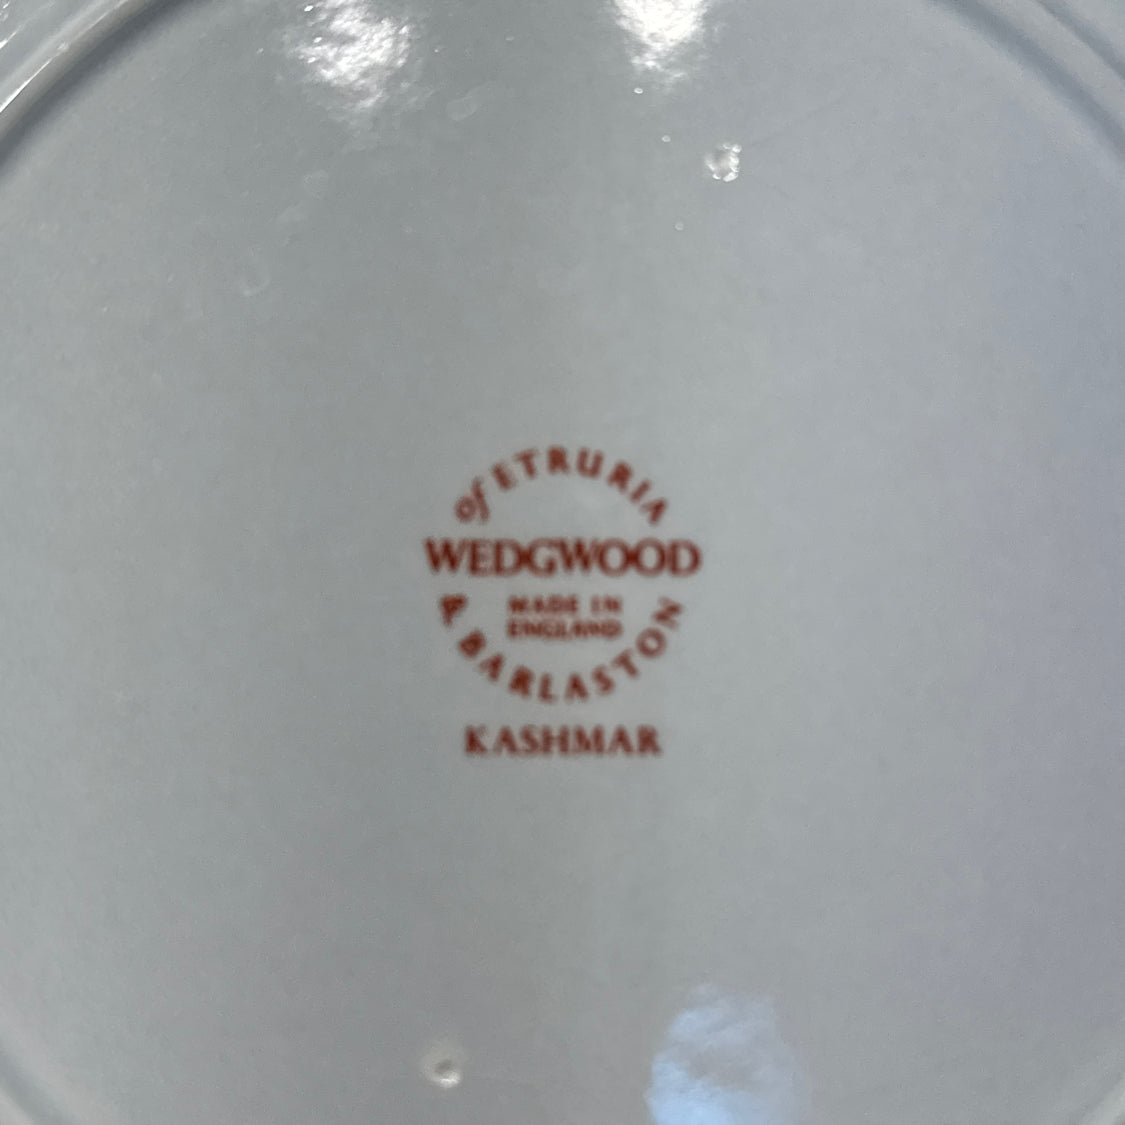 of ETRURIA
WEDGWOOD
MADE IN
ENGLAND
& BARLASTON
KASHMAR